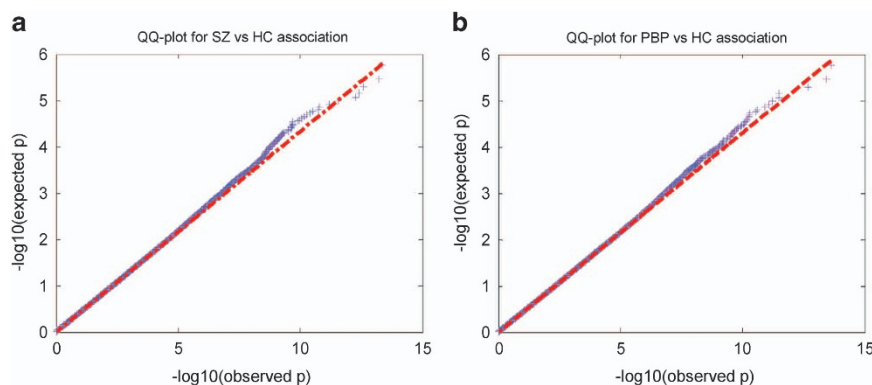 a
QQ-plot for SZ vs HC association
6
5
4
3
2
1
0
-log10(expected p)
0 5 10 15
-log10(observed p)
b
QQ-plot for PBP vs HC association
6
5
4
3
2
1
0
-log10(expected p)
0 5 10 15
-log10(observed p)